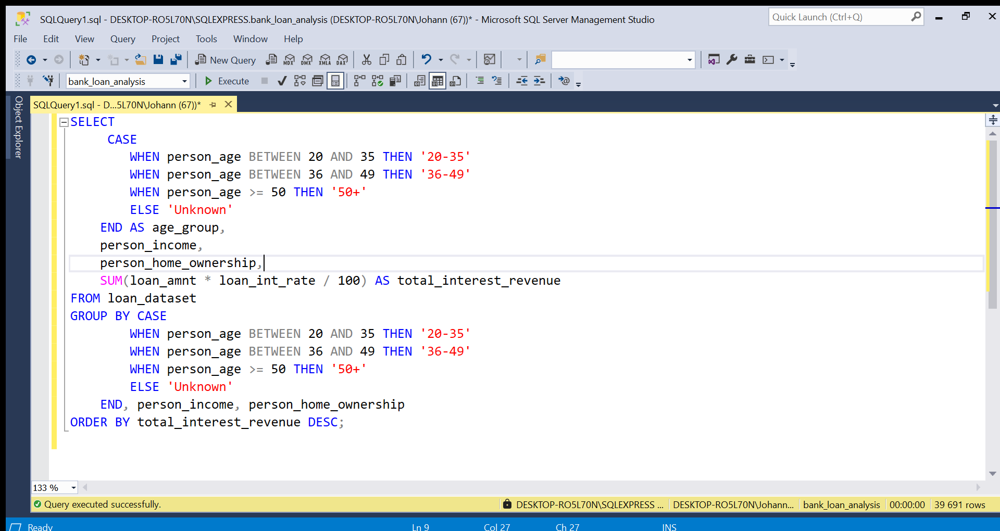 SQLQuery1.sql - DESKTOP-RO5L70N\SQLEXPRESS.bank_loan_analysis (DESKTOP-RO5L70N\Johann (67))* - Microsoft SQL Server Management Studio
Quick Launch (Ctrl+Q)
File Edit View Query Project Tools Window Help
New Query MDX DMX XMLA DAX
bank_loan_analysis Execute
Object Explorer
SQLQuery1.sql - D...5L70N\Johann (67))*
SELECT
CASE
WHEN person_age BETWEEN 20 AND 35 THEN '20-35'
WHEN person_age BETWEEN 36 AND 49 THEN '36-49'
WHEN person_age >= 50 THEN '50+'
ELSE 'Unknown'
END AS age_group,
person_income,
person_home_ownership,
SUM(loan_amnt * loan_int_rate / 100) AS total_interest_revenue
FROM loan_dataset
GROUP BY CASE
WHEN person_age BETWEEN 20 AND 35 THEN '20-35'
WHEN person_age BETWEEN 36 AND 49 THEN '36-49'
WHEN person_age >= 50 THEN '50+'
ELSE 'Unknown'
END, person_income, person_home_ownership
ORDER BY total_interest_revenue DESC;
133 %
Query executed successfully. DESKTOP-RO5L70N\SQLEXPRESS ... DESKTOP-RO5L70N\Johann... bank_loan_analysis 00:00:00 39 691 rows
Ready Ln 9 Col 27 Ch 27 INS